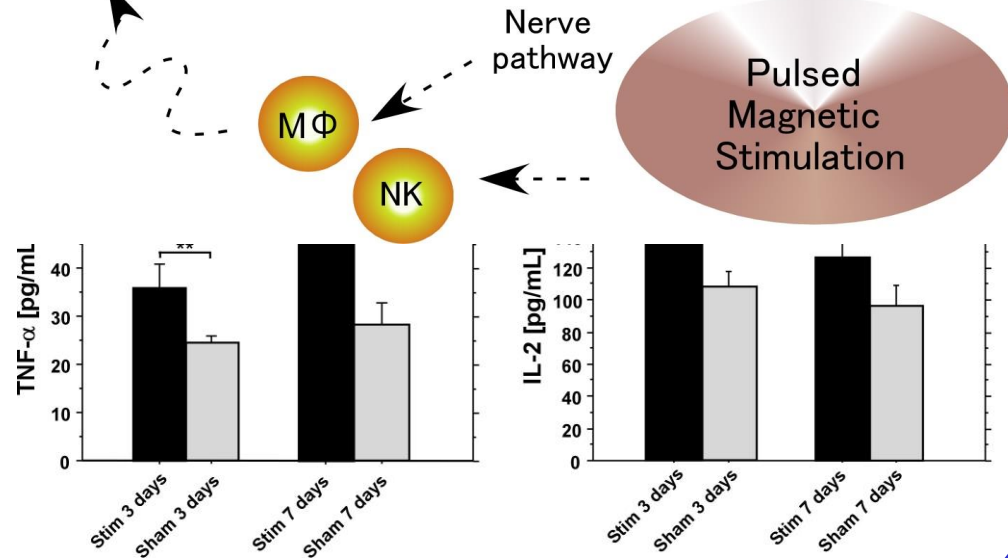 Nerve
pathway
Pulsed
Magnetic
Stimulation
MΦ
NK
**
TNF-α [pg/mL
40
30
20
10
0
Stim 3 days
Sham 3 days
Stim 7 days
Sham 7 days
IL-2 [pg/mL]
120
100
80
60
40
20
0
Stim 3 days
Sham 3 days
Stim 7 days
Sham 7 days